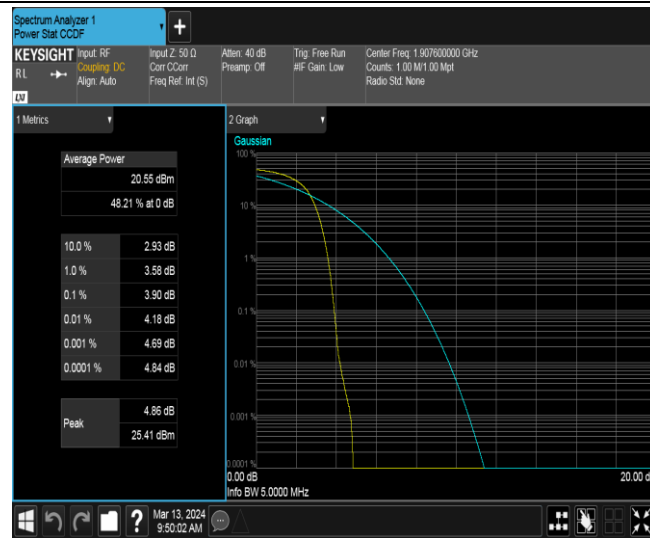 Spectrum Analyzer 1
Power Stat CCDF
KEYSIGHT
RL
LXI
Input: RF
Coupling: DC
Align: Auto
Input Z: 50 Ω
Corr CCorr
Freq Ref: Int (S)
Atten: 40 dB
Preamp: Off
Trig: Free Run
#IF Gain: Low
Center Freq: 1.907600000 GHz
Counts: 1.00 M/1.00 Mpt
Radio Std: None
1 Metrics
Average Power
20.55 dBm
48.21 % at 0 dB
10.0 % 2.93 dB
1.0 % 3.58 dB
0.1 % 3.90 dB
0.01 % 4.18 dB
0.001 % 4.69 dB
0.0001 % 4.84 dB
Peak
4.86 dB
25.41 dBm
2 Graph
Gaussian
100 %
10 %
1 %
0.1 %
0.01 %
0.001 %
0.0001 %
0.00 dB
20.00 d
Info BW 5.0000 MHz
?
Mar 13, 2024
9:50:02 AM